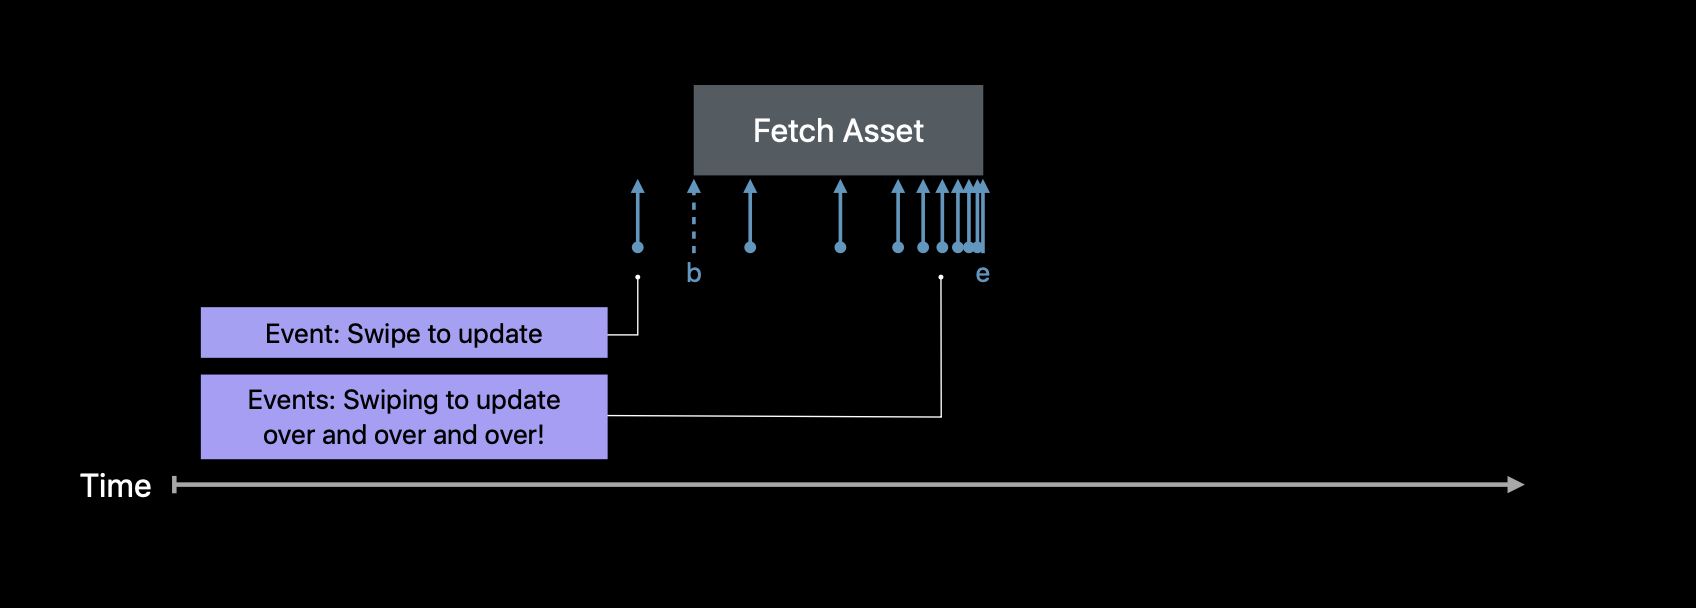 Fetch Asset
b
e
Event: Swipe to update
Events: Swiping to update
over and over and over!
Time